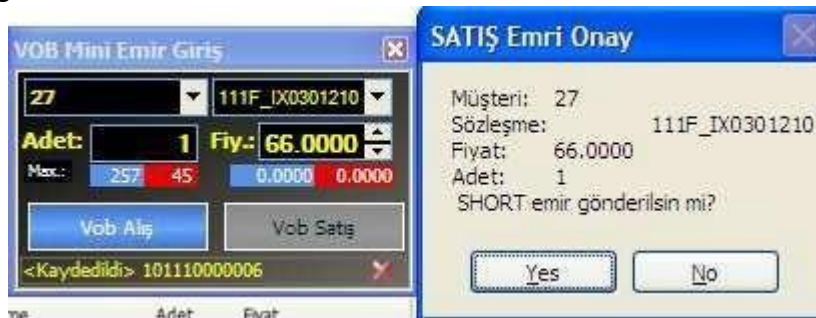 VOB Mini Emir Giriş
27
111F_IX0301210
Adet: 1 Fiy.: 66.0000
Max.: 257 45 0.0000 0.0000
Vob Alış
Vob Satış
<Kaydedildi> 101110000006
Adet Fiyat
SATIŞ Emri Onay
Müşteri: 27
Sözleşme: 111F_IX0301210
Fiyat: 66.0000
Adet: 1
SHORT emir gönderilsin mi?
Yes
No